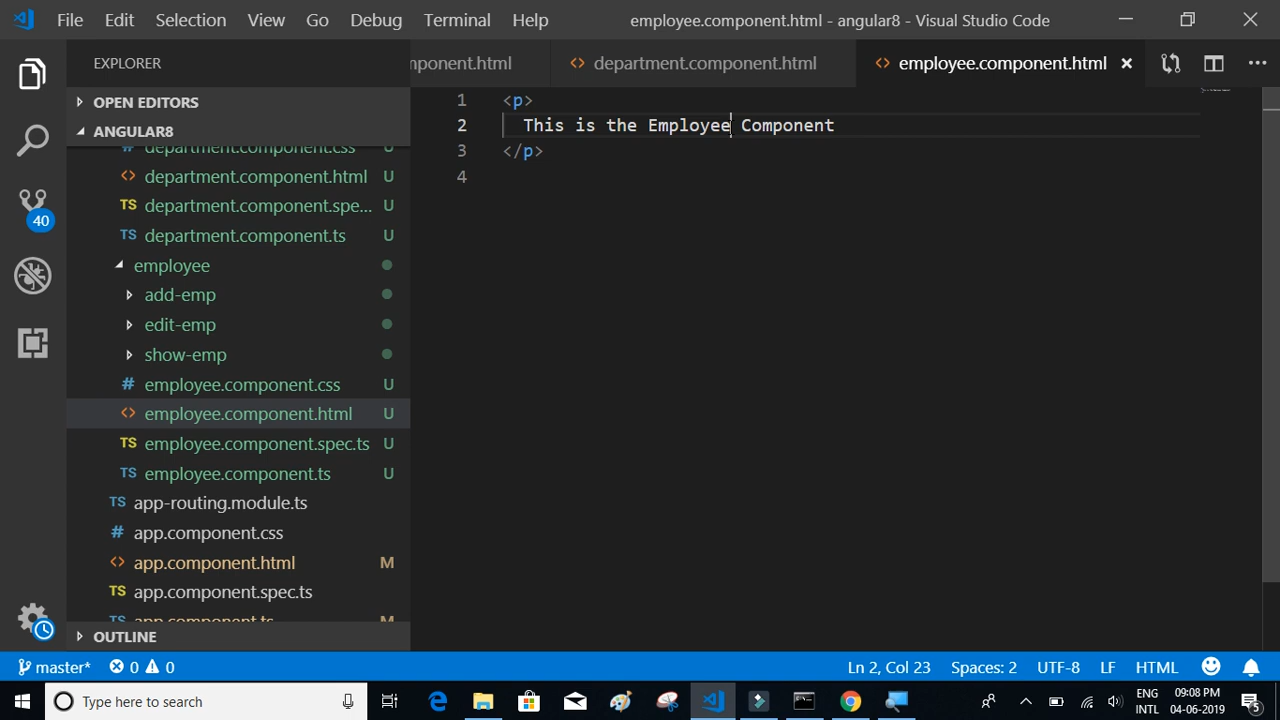 File Edit Selection View Go Debug Terminal Help employee.component.html - angular8 - Visual Studio Code
EXPLORER
mponent.html department.component.html employee.component.html
OPEN EDITORS
ANGULAR8
department.component.css
department.component.html U
department.component.spe... U
department.component.ts U
employee
add-emp
edit-emp
show-emp
employee.component.css U
employee.component.html U
employee.component.spec.ts U
employee.component.ts U
app-routing.module.ts
app.component.css
app.component.html M
app.component.spec.ts
app.component.ts M
OUTLINE
40
1 <p>
2 This is the Employee Component
3 </p>
4
master* 0 0 Ln 2, Col 23 Spaces: 2 UTF-8 LF HTML
Type here to search
ENG
INTL
09:08 PM
04-06-2019
5